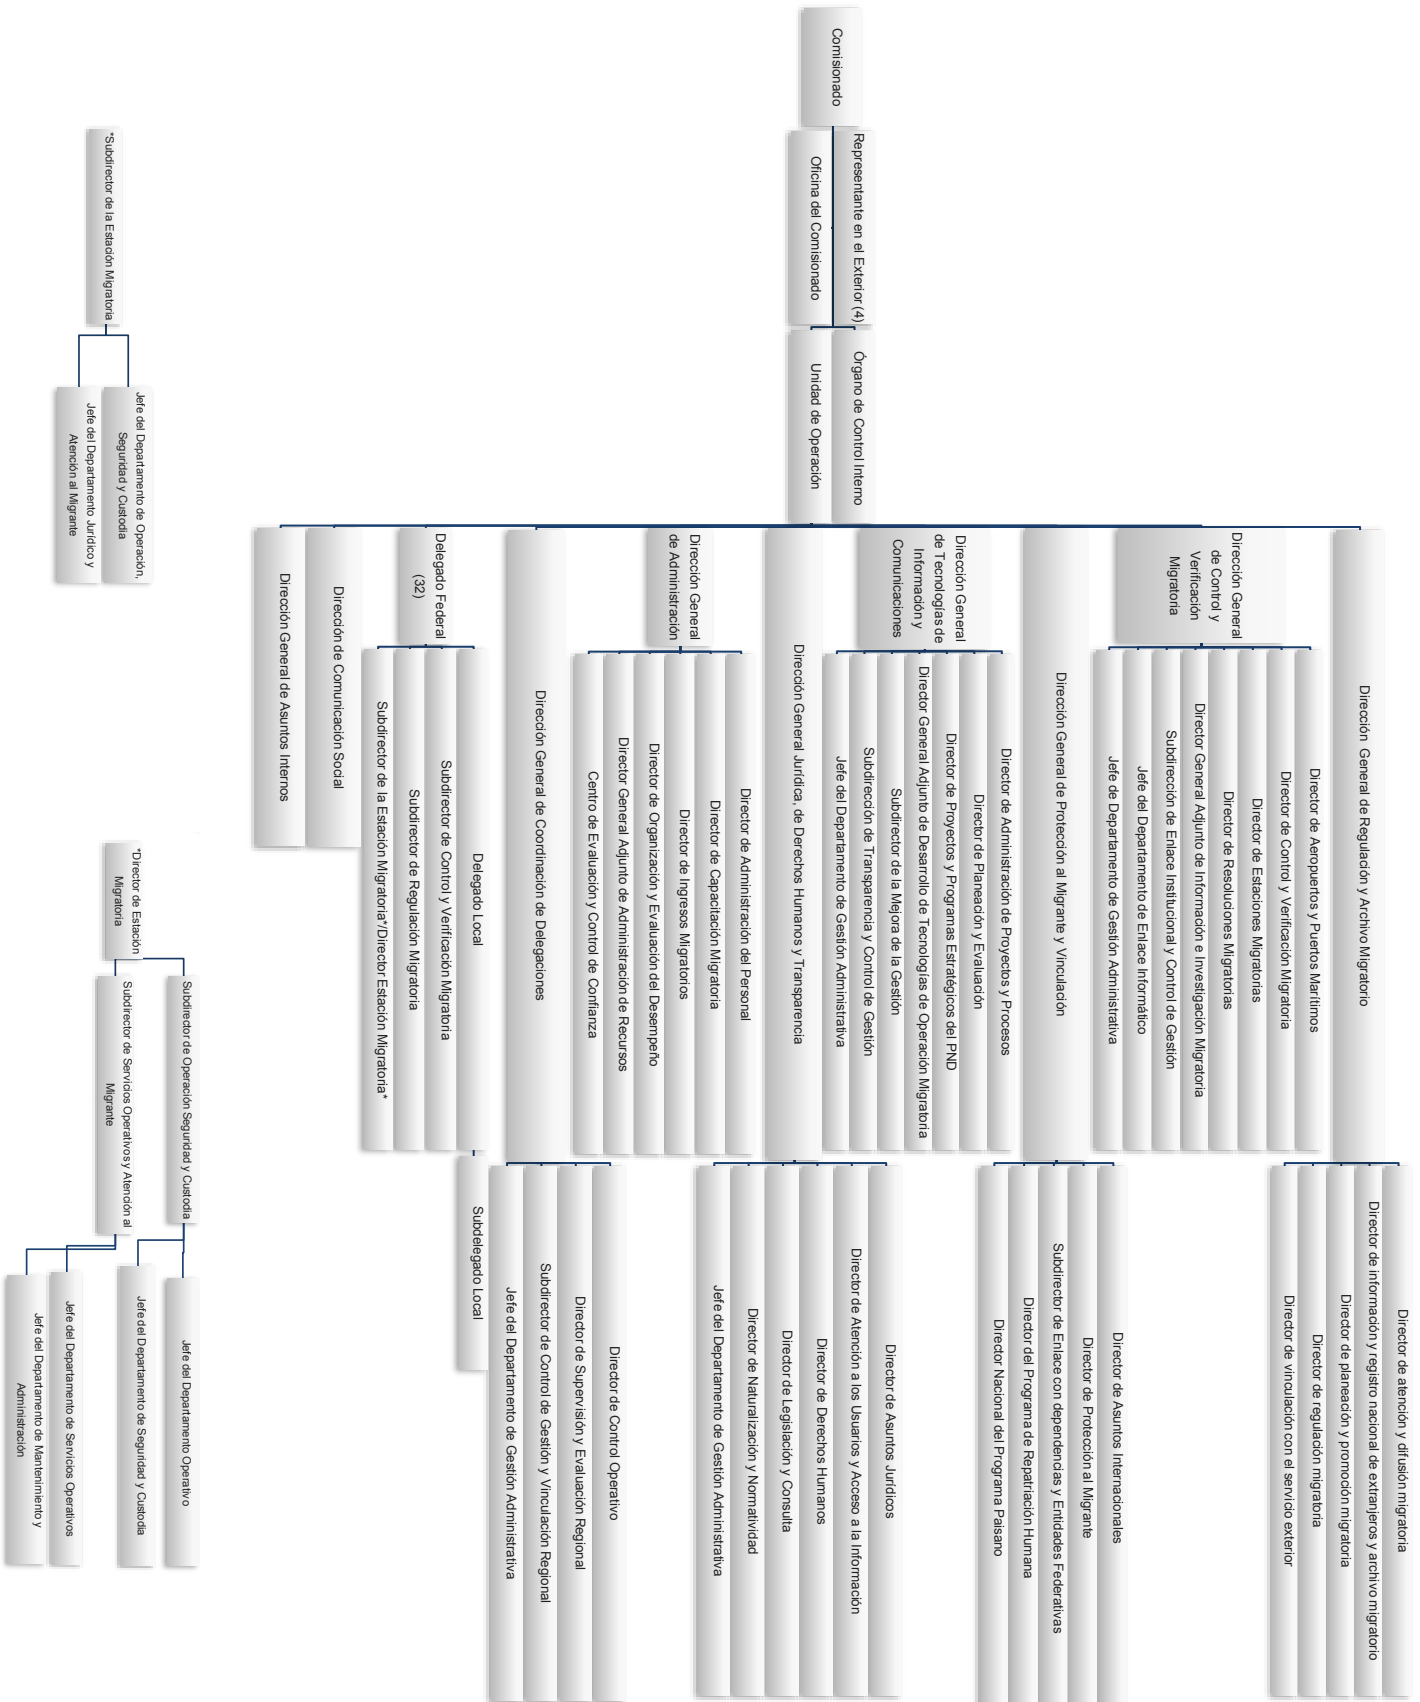 Comisionado
Representante en el Exterior (4)
Oficina del Comisionado
Órgano de Control Interno
Unidad de Operación
Dirección General de Regulación y Archivo Migratorio
Director de atención y difusión migratoria
Director de información y registro nacional de extranjeros y archivo migratorio
Director de planeación y promoción migratoria
Director de regulación migratoria
Director de vinculación con el servicio exterior
Dirección General
de Control y
Verificación
Migratoria
Director de Aeropuertos y Puertos Marítimos
Director de Control y Verificación Migratoria
Director de Estaciones Migratorias
Director de Resoluciones Migratorias
Director General Adjunto de Información e Investigación Migratoria
Subdirección de Enlace Institucional y Control de Gestión
Jefe del Departamento de Enlace Informático
Jefe de Departamento de Gestión Administrativa
Dirección General de Protección al Migrante y Vinculación
Director de Asuntos Internacionales
Director de Protección al Migrante
Subdirector de Enlace con dependencias y Entidades Federativas
Director del Programa de Repatriación Humana
Director Nacional del Programa Paisano
Dirección General
de Tecnologías de
Información y
Comunicaciones
Director de Administración de Proyectos y Procesos
Director de Planeación y Evaluación
Director de Proyectos y Programas Estratégicos del PND
Director General Adjunto de Desarrollo de Tecnologías de Operación Migratoria
Subdirector de la Mejora de la Gestión
Subdirección de Transparencia y Control de Gestión
Jefe del Departamento de Gestión Administrativa
Dirección General Jurídica, de Derechos Humanos y Transparencia
Director de Asuntos Jurídicos
Director de Atención a los Usuarios y Acceso a la Información
Director de Derechos Humanos
Director de Legislación y Consulta
Director de Naturalización y Normatividad
Jefe del Departamento de Gestión Administrativa
Dirección General
de Administración
Director de Administración del Personal
Director de Capacitación Migratoria
Director de Ingresos Migratorios
Director de Organización y Evaluación del Desempeño
Director General Adjunto de Administración de Recursos
Centro de Evaluación y Control de Confianza
Dirección General de Coordinación de Delegaciones
Director de Control Operativo
Director de Supervisión y Evaluación Regional
Subdirector de Control de Gestión y Vinculación Regional
Jefe del Departamento de Gestión Administrativa
Delegado Federal
(32)
Delegado Local
Subdelegado Local
Subdirector de Control y Verificación Migratoria
Subdirector de Regulación Migratoria
Subdirector de la Estación Migratoria*/Director Estación Migratoria*
Dirección de Comunicación Social
Dirección General de Asuntos Internos
*Subdirector de la Estación Migratoria
Jefe del Departamento de Operación,
Seguridad y Custodia
Jefe del Departamento Jurídico y
Atención al Migrante
*Director de Estación
Migratoria
Subdirector de Operación Seguridad y Custodia
Jefe del Departamento Operativo
Jefe del Departamento de Seguridad y Custodia
Subdirector de Servicios Operativos y Atención al
Migrante
Jefe del Departamento de Servicios Operativos
Jefe del Departamento de Mantenimiento y
Administración